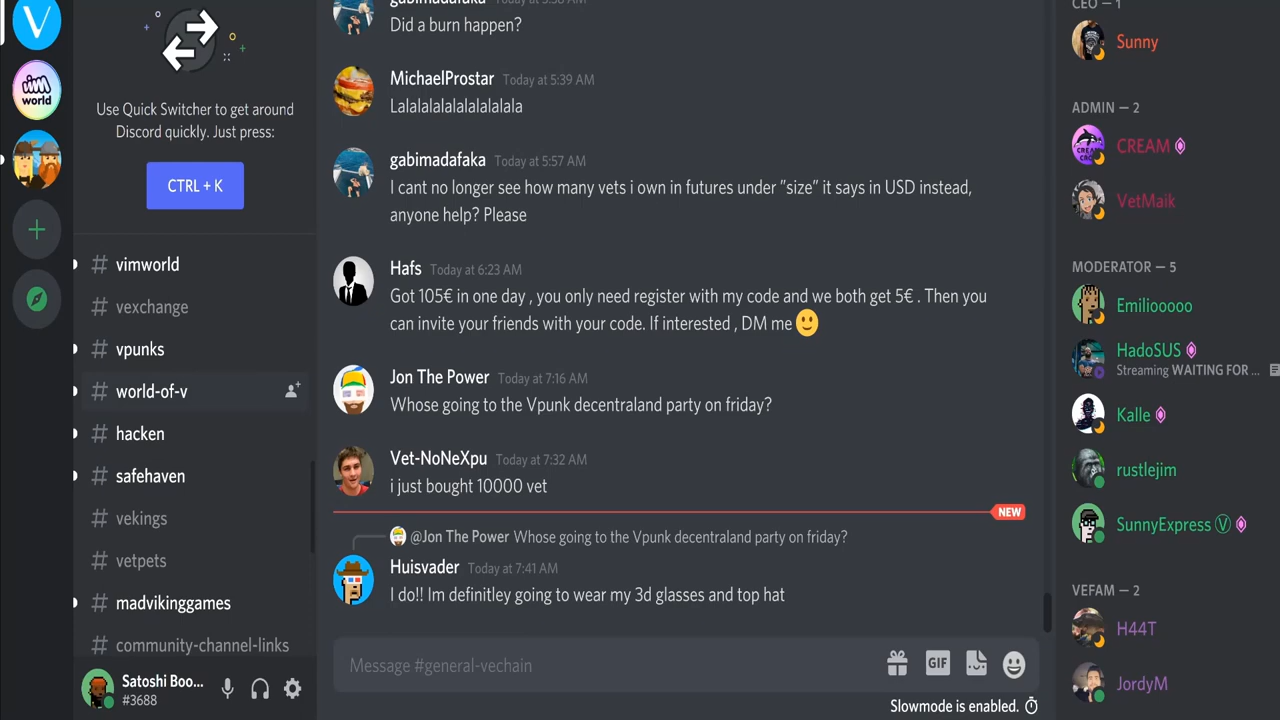 V
vim
world
Use Quick Switcher to get around
Discord quickly. Just press:
CTRL + K
# vimworld
# vexchange
# vpunks
# world-of-v
# hacken
# safehaven
# vekings
# vetpets
# madvikinggames
# community-channel-links
Satoshi Boo...
#3688
gabimadafaka Today at 5:38 AM
Did a burn happen?
MichaelProstar Today at 5:39 AM
Lalalalalalalalalala
gabimadafaka Today at 5:57 AM
I cant no longer see how many vets i own in futures under "size" it says in USD instead,
anyone help? Please
Hafs Today at 6:23 AM
Got 105€ in one day , you only need register with my code and we both get 5€ . Then you
can invite your friends with your code. If interested , DM me
Jon The Power Today at 7:16 AM
Whose going to the Vpunk decentraland party on friday?
Vet-NoNeXpu Today at 7:32 AM
i just bought 10000 vet
NEW
@Jon The Power Whose going to the Vpunk decentraland party on friday?
Huisvader Today at 7:41 AM
I do!! Im definitley going to wear my 3d glasses and top hat
Message #general-vechain
GIF
Slowmode is enabled.
CEO — 1
Sunny
ADMIN — 2
CREAM
VetMaik
MODERATOR — 5
Emiliooooo
HadoSUS
Streaming WAITING FOR ...
Kalle
rustlejim
SunnyExpress V
VEFAM — 2
H44T
JordyM